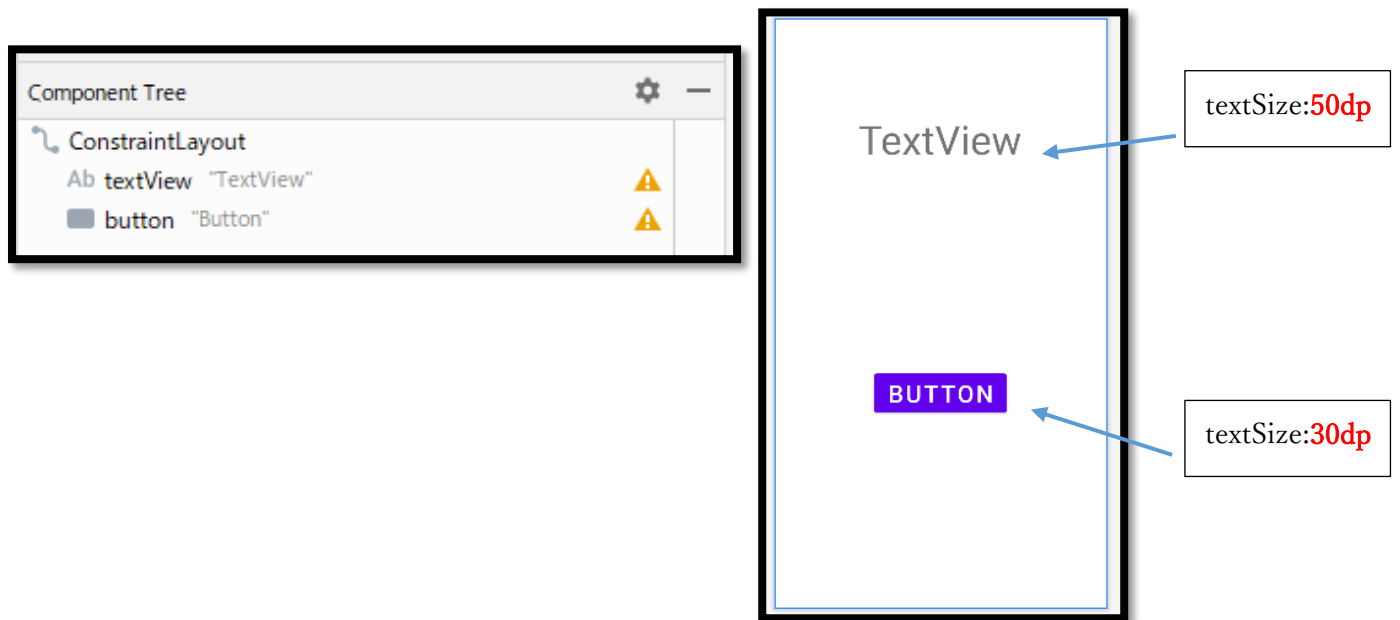 Component Tree
ConstraintLayout
Ab textView "TextView"
button "Button"
TextView
BUTTON
textSize:50dp
textSize:30dp